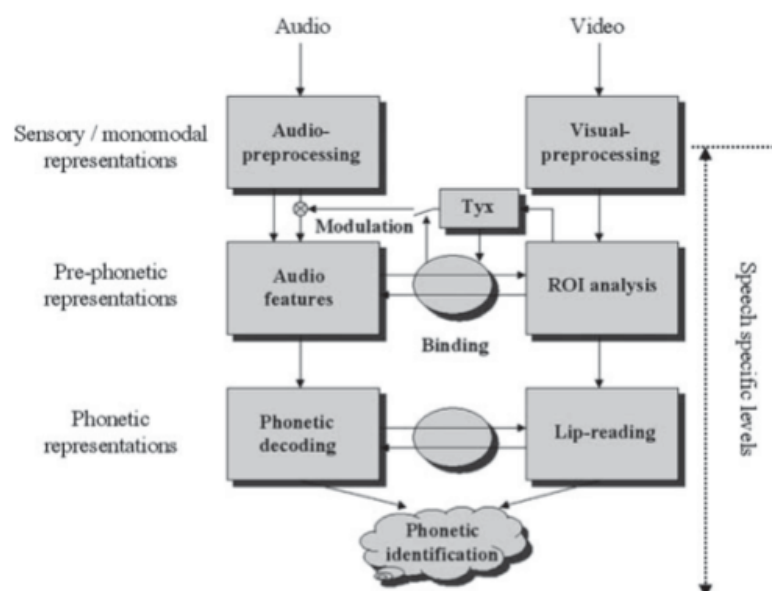 Audio
Video
Sensory / monomodal
representations
Audio-
preprocessing
Visual-
preprocessing
Tyx
Modulation
Pre-phonetic
representations
Audio
features
ROI analysis
Binding
Speech specific levels
Phonetic
representations
Phonetic
decoding
Lip-reading
Phonetic
identification